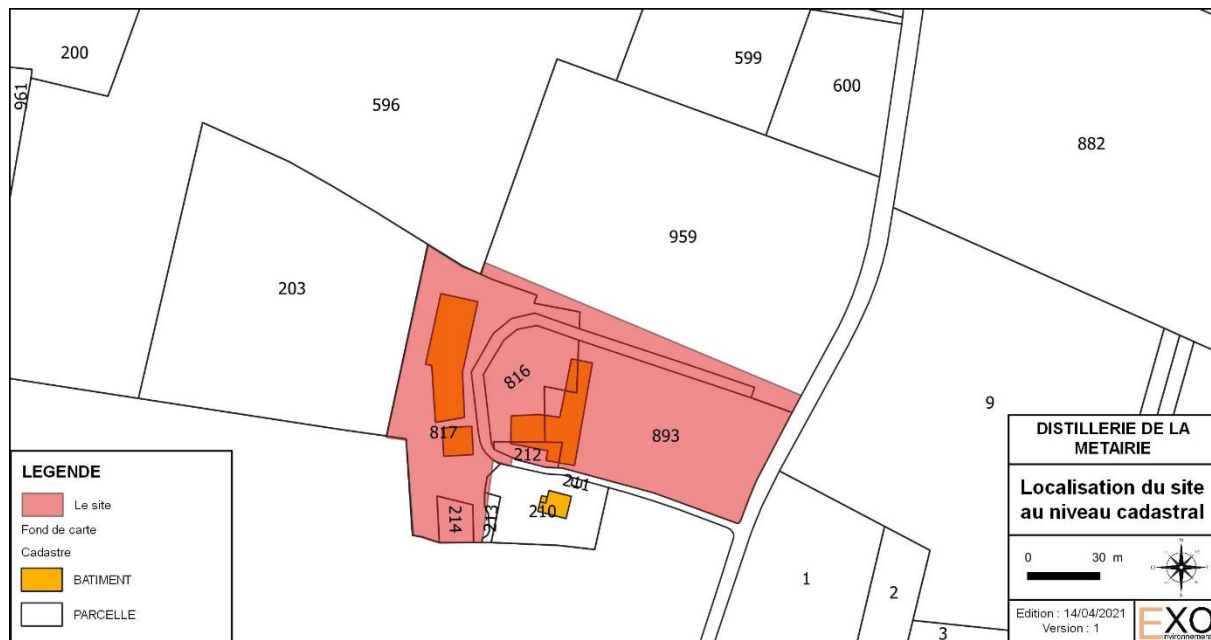 200
961
596
599
600
882
959
203
816
817
893
212
211
210
213
214
9
1
2
3
LEGENDE
Le site
Fond de carte
Cadastre
BATIMENT
PARCELLE
DISTILLERIE DE LA
METAIRIE
Localisation du site
au niveau cadastral
0 30 m
N
Edition : 14/04/2021
Version : 1
EXO
nvironnement